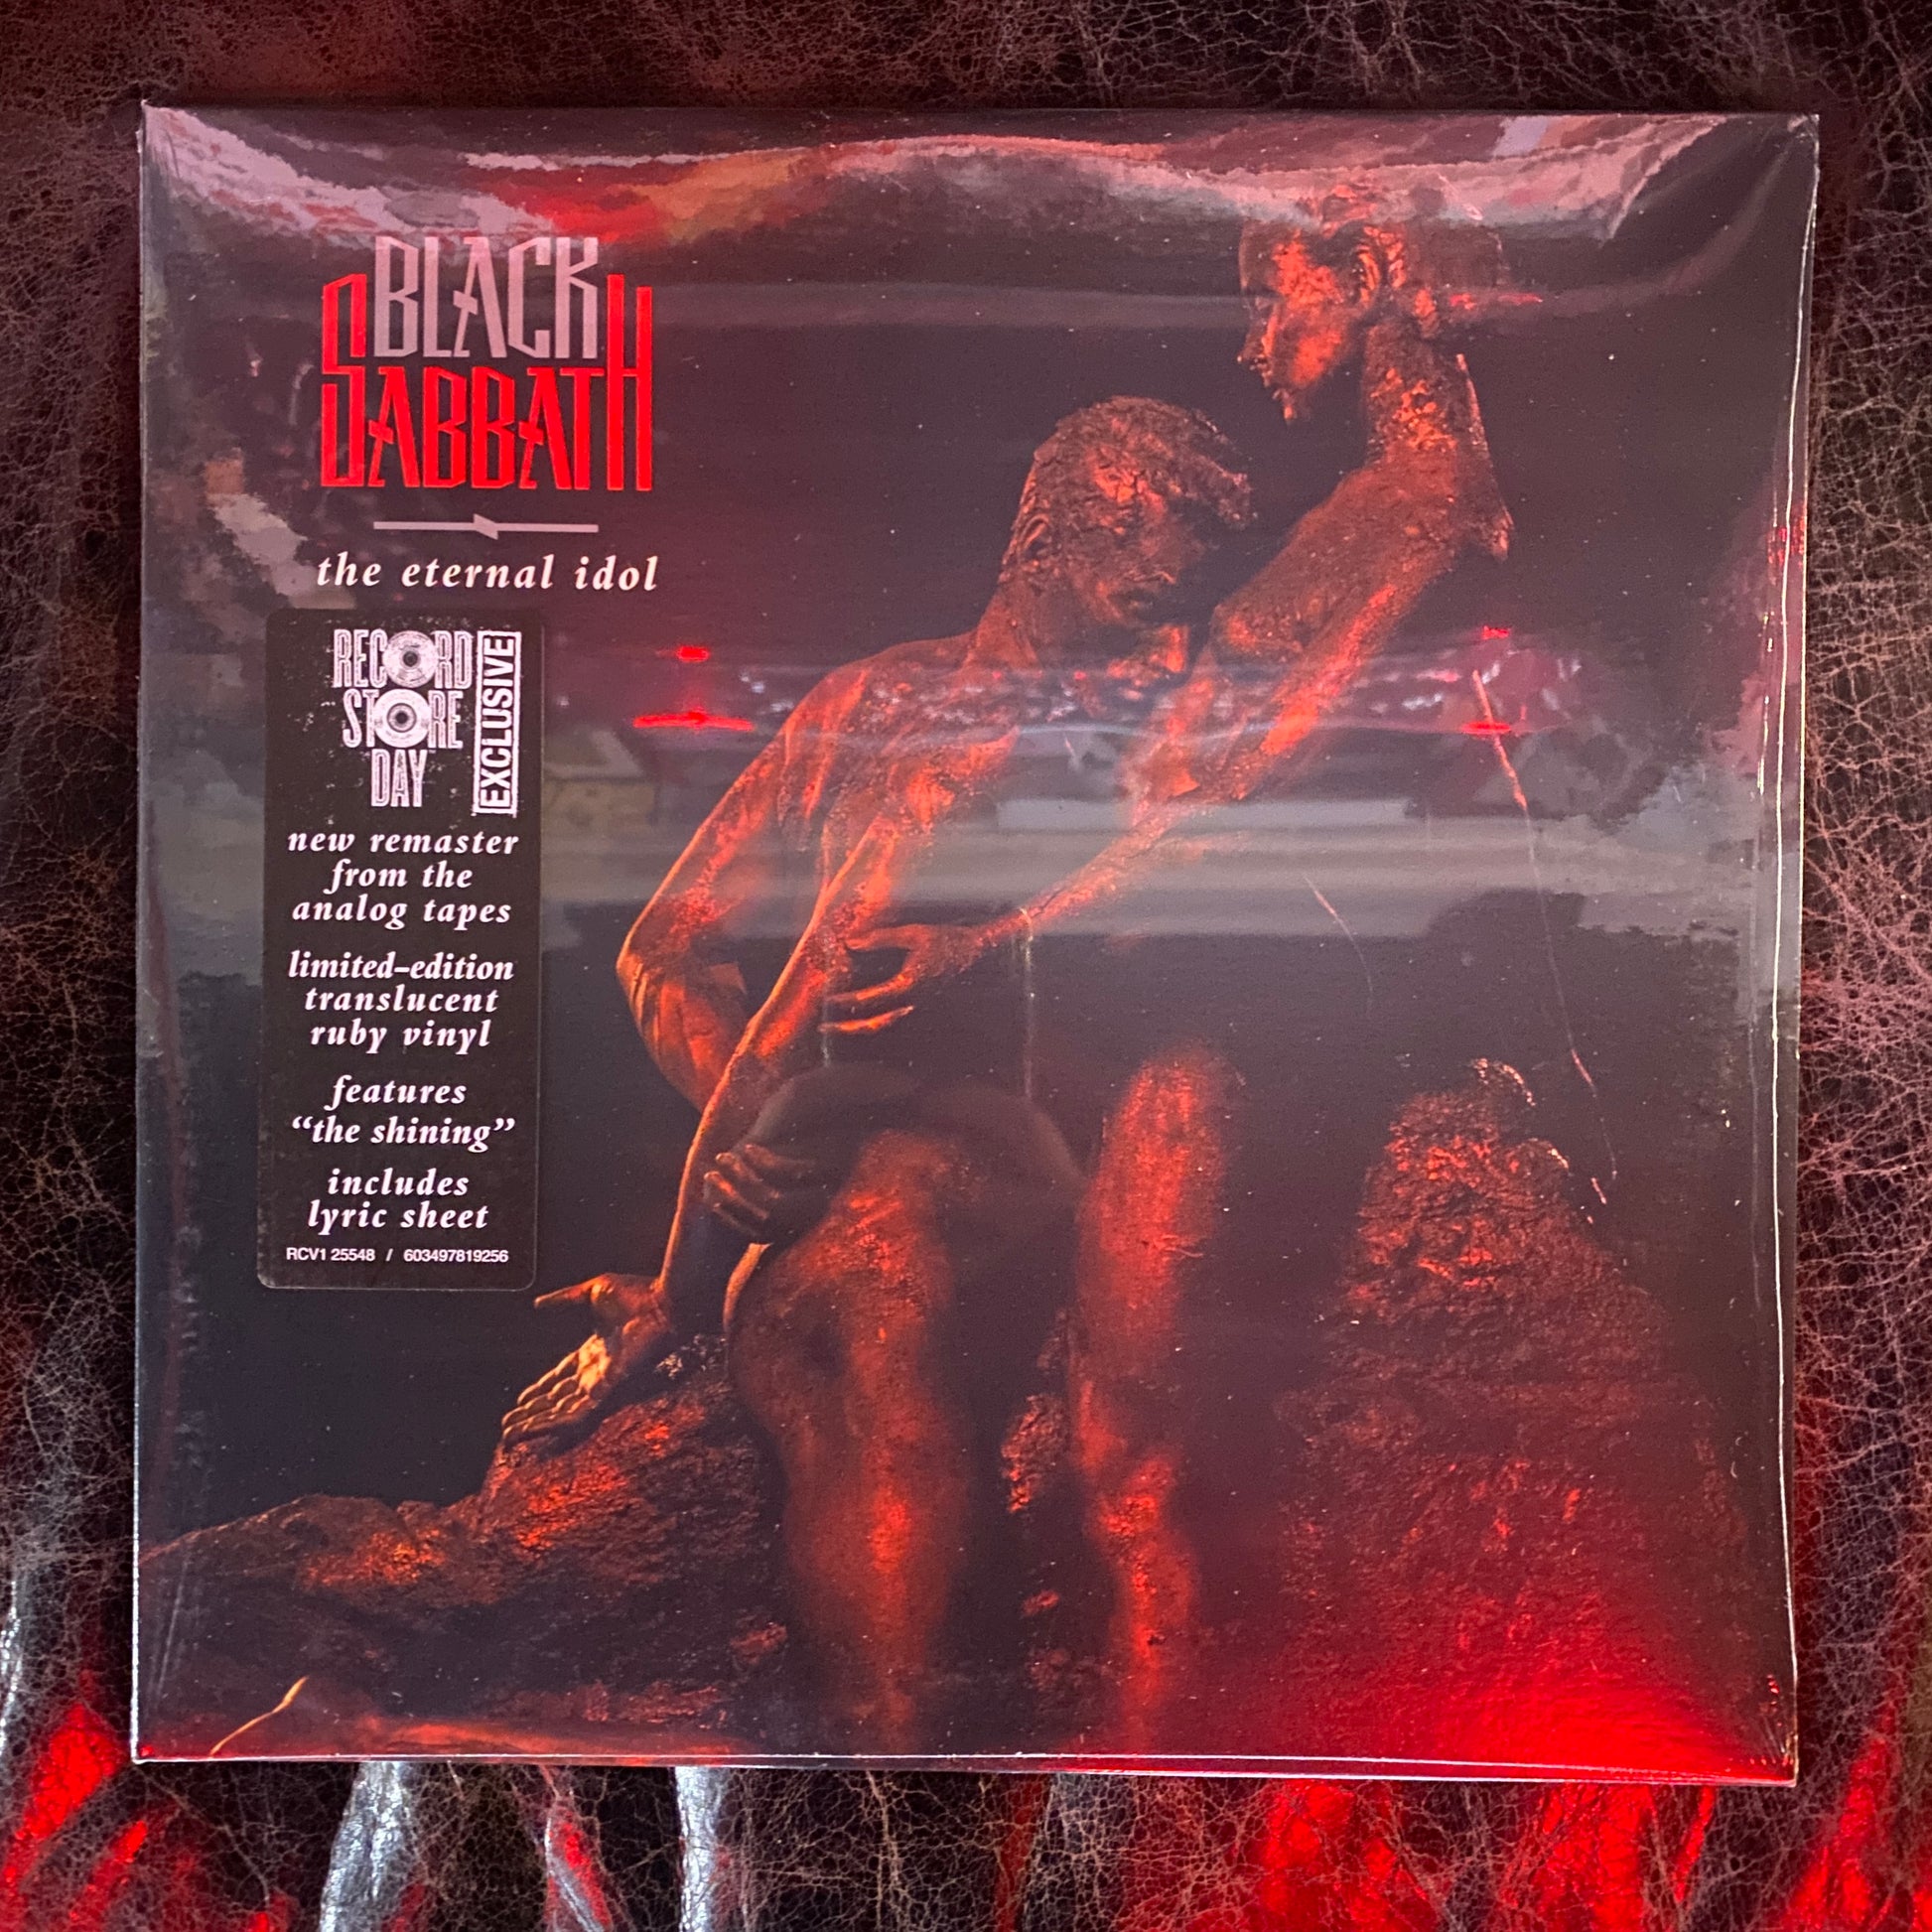 BLACK
SABBATH
the eternal idol
RECORD
STORE
DAY
EXCLUSIVE
new remaster
from the
analog tapes
limited-edition
translucent
ruby vinyl
features
“the shining”
includes
lyric sheet
RCV1 25548 / 603497819256